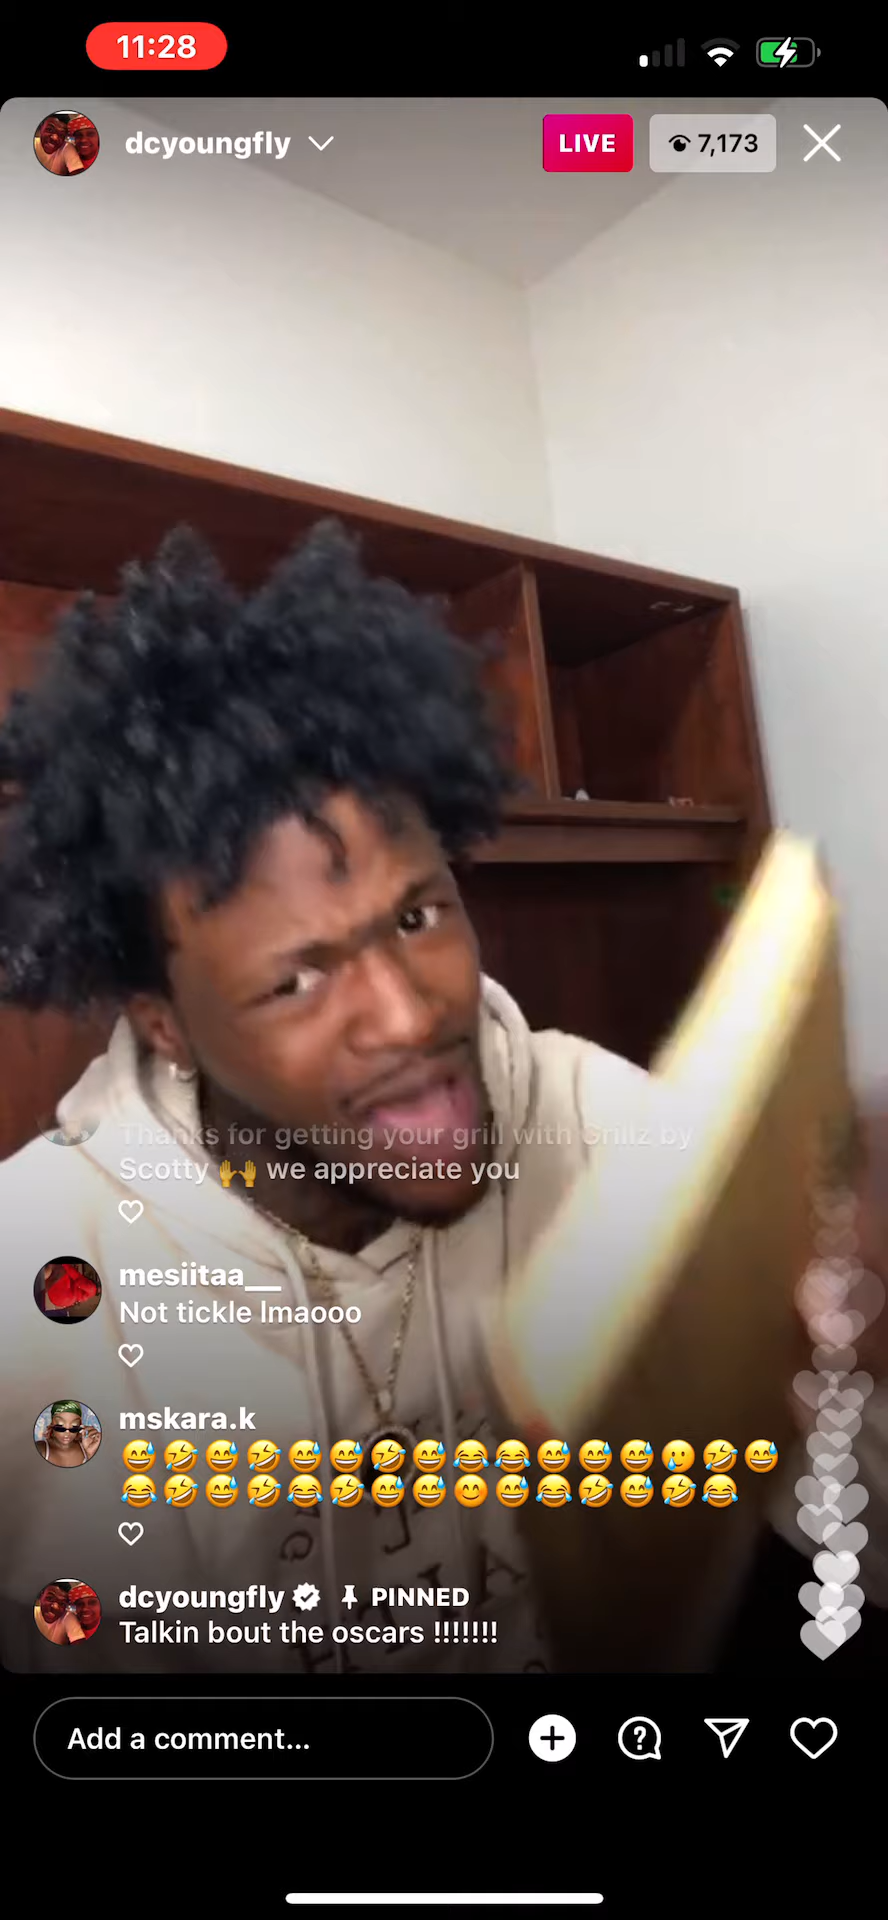 11:28
dcyoungfly
LIVE
7,173
Thanks for getting your grill with Grillz by
Scotty 🙌 we appreciate you
mesiitaa__
Not tickle lmaooo
mskara.k
😅🤣😅🤣😅😅🤣😅😂😂😅😅😅🥲🤣😅
😂🤣😅🤣😂🤣😅😅😊😅😂🤣😅🤣😂
dcyoungfly PINNED
Talkin bout the oscars !!!!!!!
Add a comment...